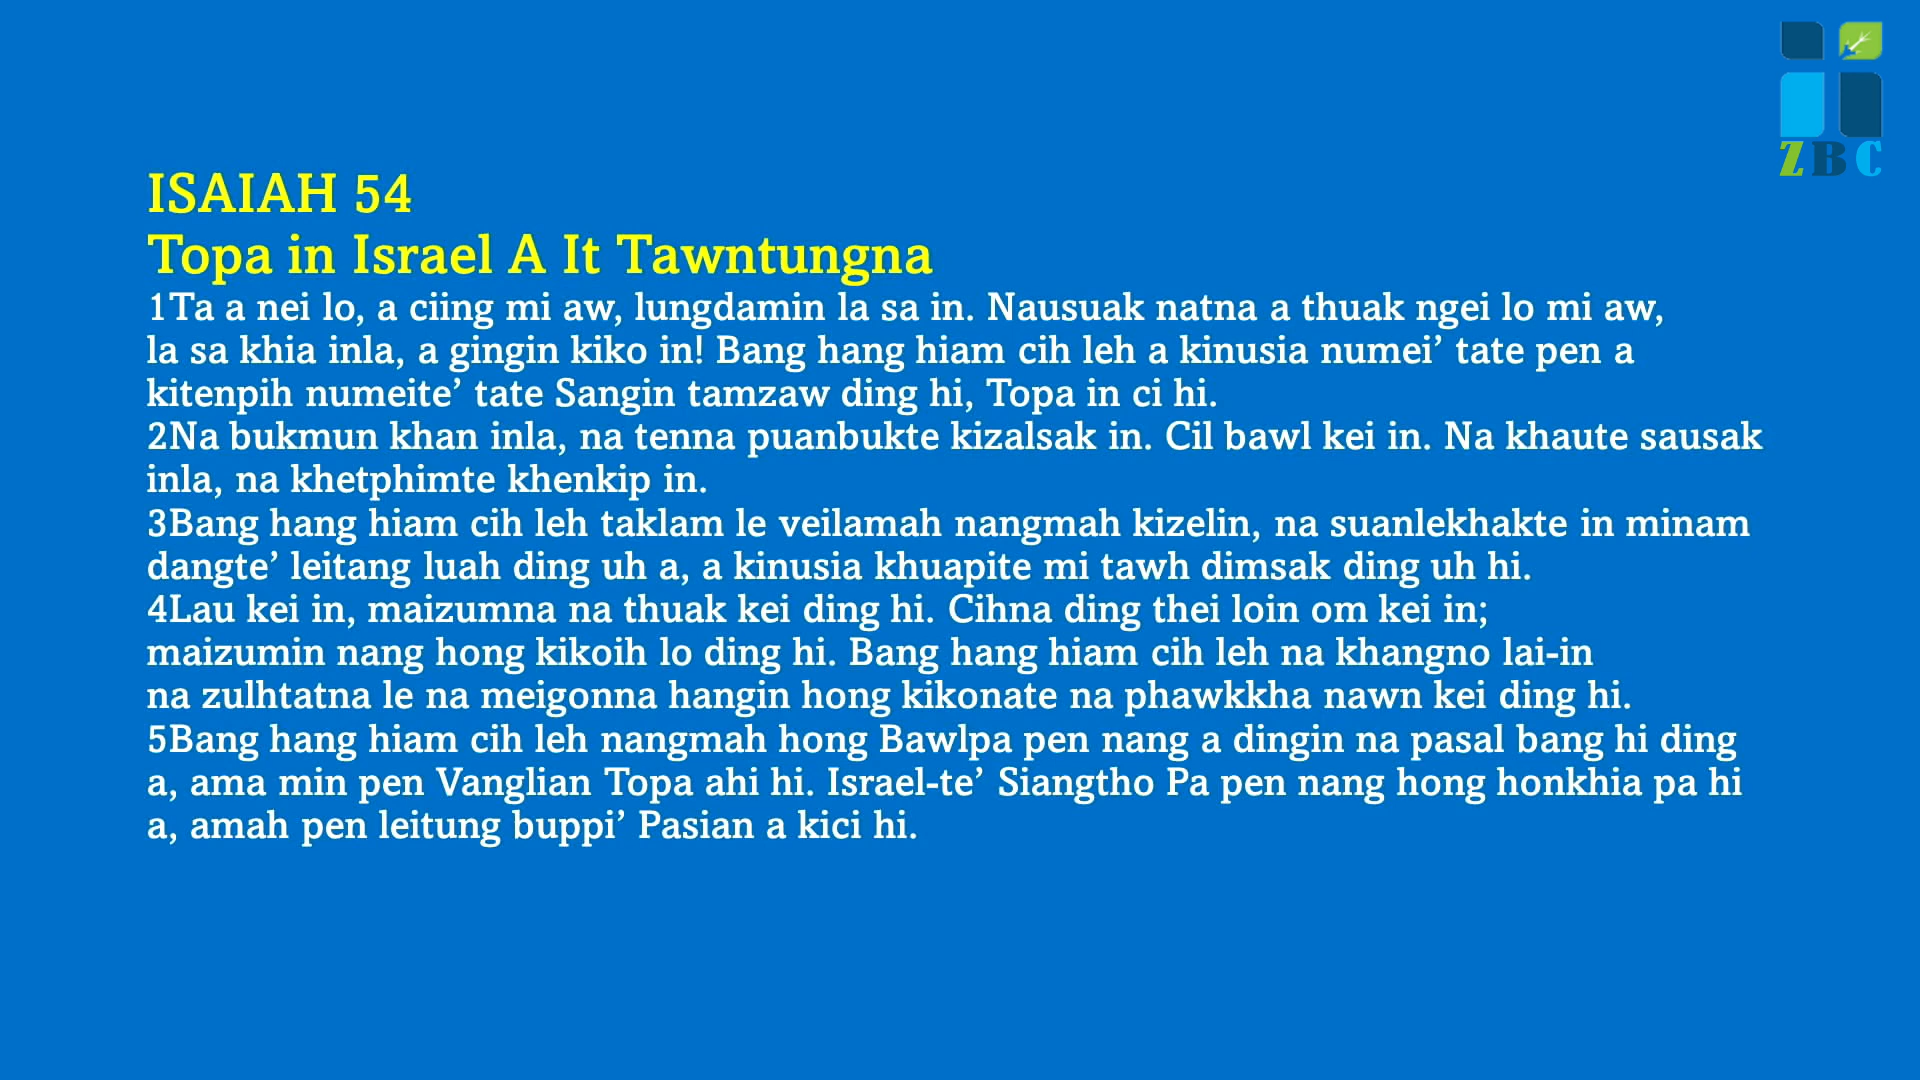 ZBC
ISAIAH 54
Topa in Israel A It Tawntungna
1Ta a nei lo, a ciing mi aw, lungdamin la sa in. Nausuak natna a thuak ngei lo mi aw,
la sa khia inla, a gingin kiko in! Bang hang hiam cih leh a kinusia numei’ tate pen a
kitenpih numeite’ tate Sangin tamzaw ding hi, Topa in ci hi.
2Na bukmun khan inla, na tenna puanbukte kizalsak in. Cil bawl kei in. Na khaute sausak
inla, na khetphimte khenkip in.
3Bang hang hiam cih leh taklam le veilamah nangmah kizelin, na suanlekhakte in minam
dangte’ leitang luah ding uh a, a kinusia khuapite mi tawh dimsak ding uh hi.
4Lau kei in, maizumna na thuak kei ding hi. Cihna ding thei loin om kei in;
maizumin nang hong kikoih lo ding hi. Bang hang hiam cih leh na khangno lai-in
na zulhtatna le na meigonna hangin hong kikonate na phawkkha nawn kei ding hi.
5Bang hang hiam cih leh nangmah hong Bawlpa pen nang a dingin na pasal bang hi ding
a, ama min pen Vanglian Topa ahi hi. Israel-te’ Siangtho Pa pen nang hong honkhia pa hi
a, amah pen leitung buppi’ Pasian a kici hi.